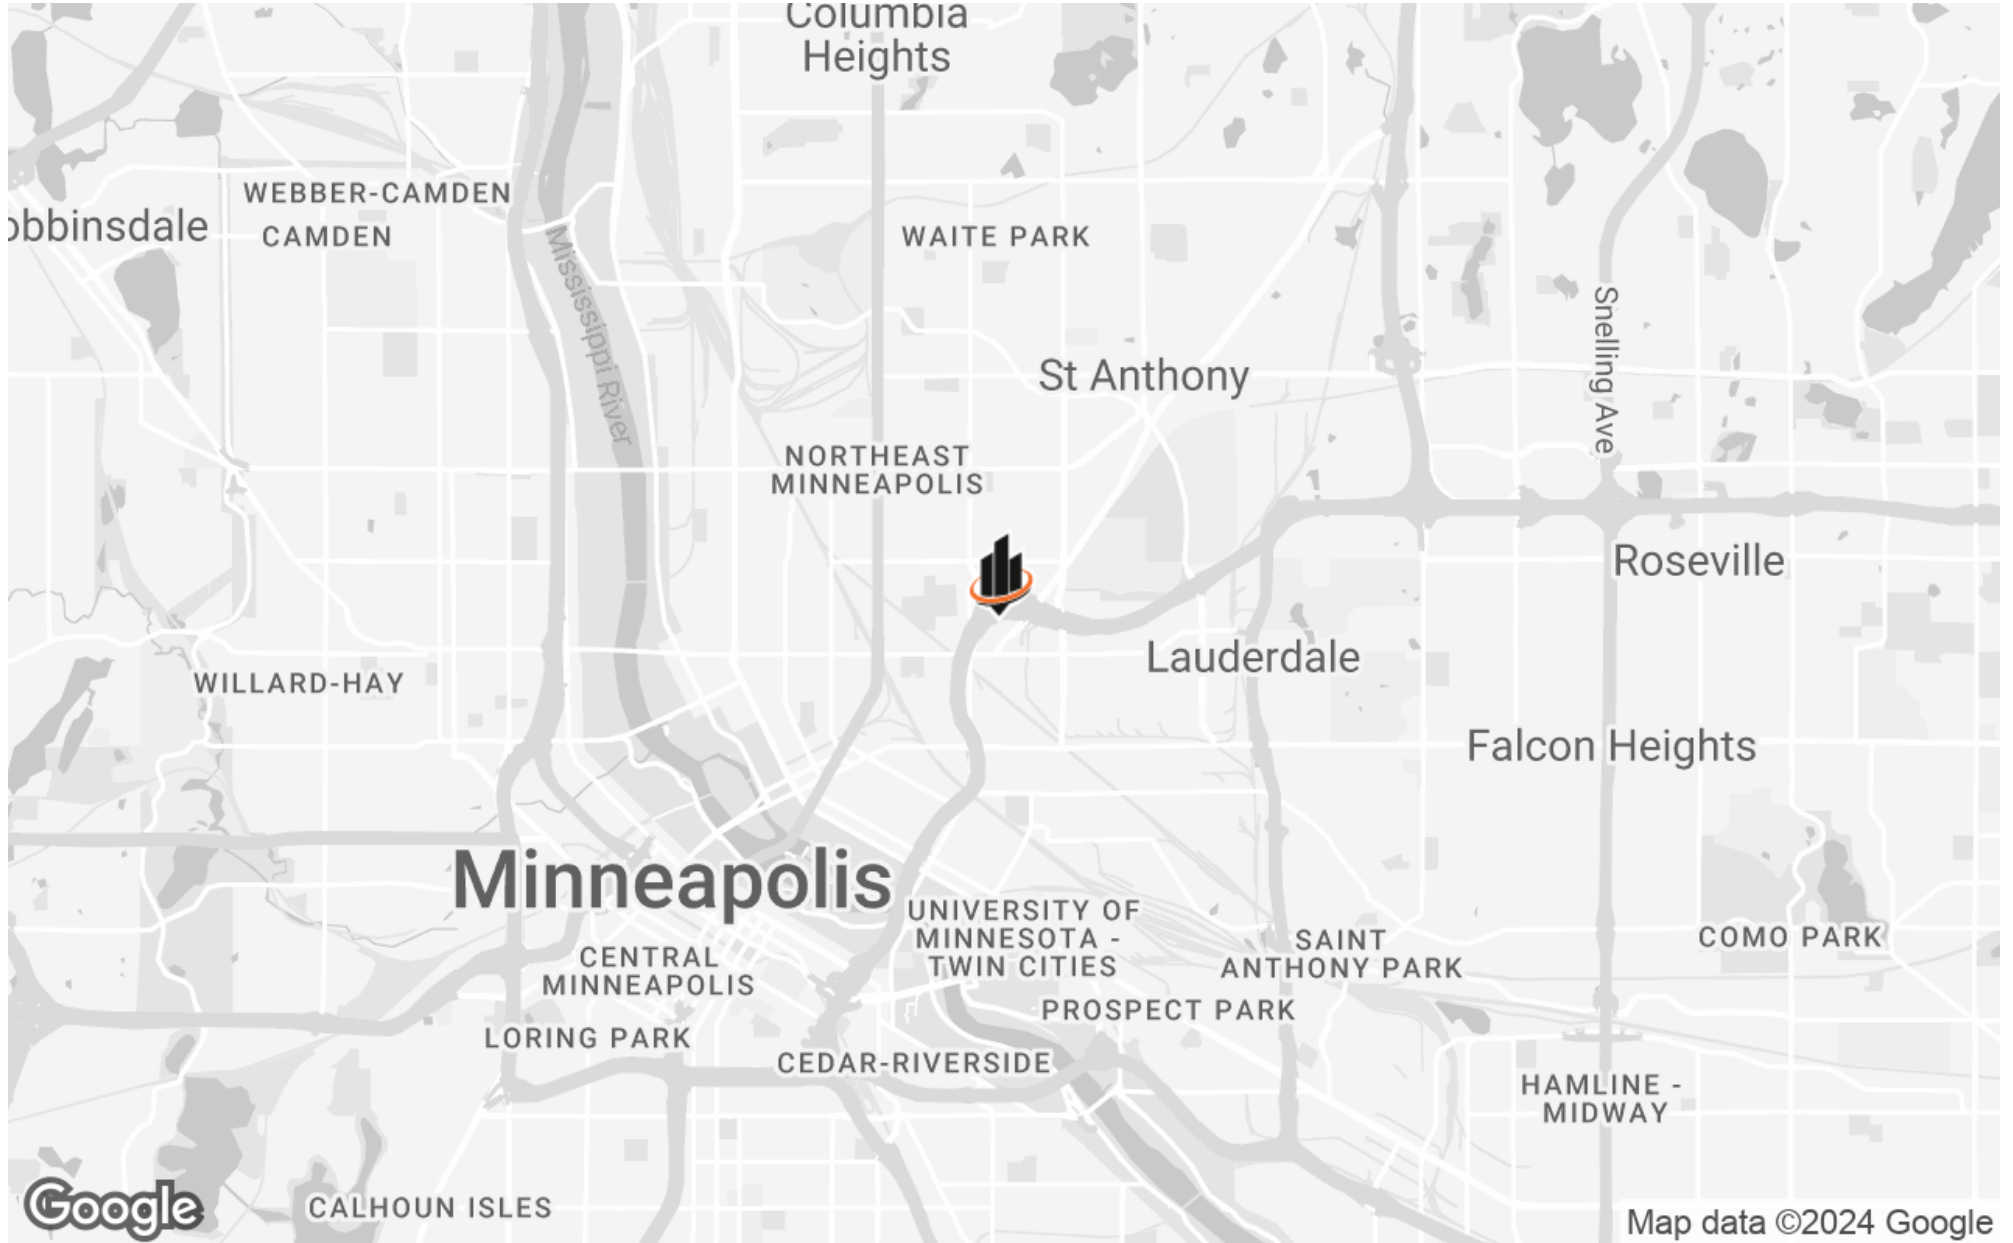 Columbia
Heights
WEBBER-CAMDEN
obbinsdale
CAMDEN
WAITE PARK
Mississippi River
Snelling Ave
St Anthony
NORTHEAST
MINNEAPOLIS
Roseville
Lauderdale
WILLARD-HAY
Falcon Heights
Minneapolis
UNIVERSITY OF
MINNESOTA -
TWIN CITIES
COMO PARK
SAINT
ANTHONY PARK
CENTRAL
MINNEAPOLIS
PROSPECT PARK
LORING PARK
CEDAR-RIVERSIDE
HAMLINE -
MIDWAY
CALHOUN ISLES
Google
Map data ©2024 Google